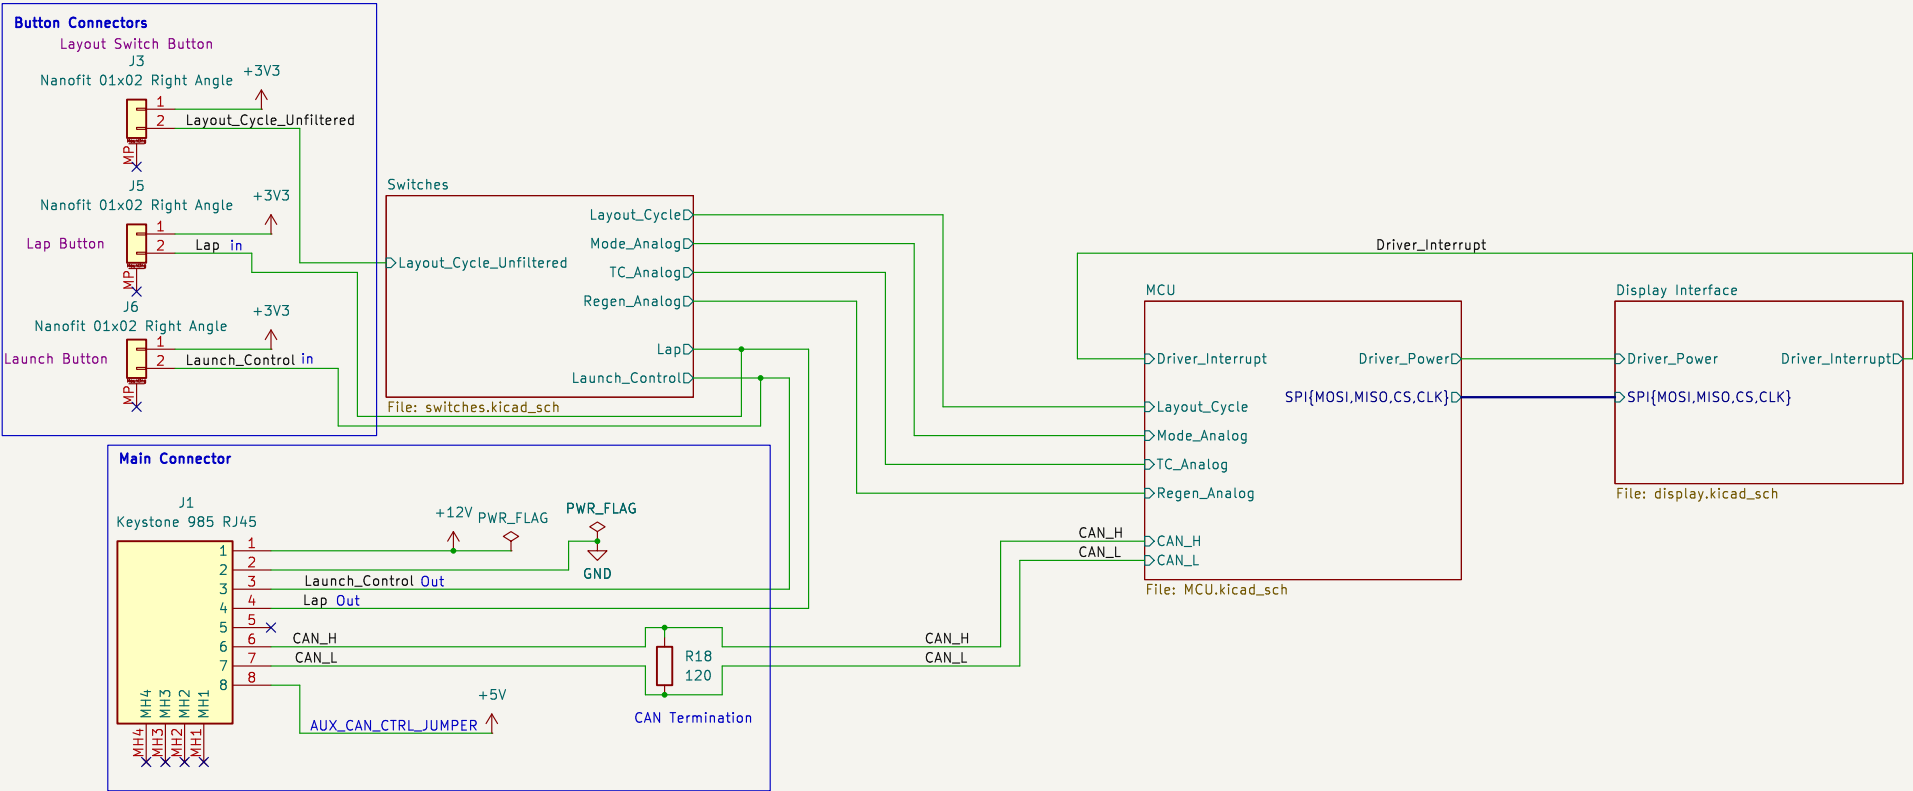 Button Connectors
Layout Switch Button
J3
Nanofit 01x02 Right Angle
+3V3
1
2
Layout_Cycle_Unfiltered
MP
J5
Nanofit 01x02 Right Angle
+3V3
Lap Button
1
2
Lap in
MP
J6
Nanofit 01x02 Right Angle
+3V3
Launch Button
1
2
Launch_Control in
MP
Switches
Layout_Cycle
Mode_Analog
Layout_Cycle_Unfiltered
TC_Analog
Regen_Analog
Lap
Launch_Control
File: switches.kicad_sch
Driver_Interrupt
MCU
Driver_Interrupt
Driver_Power
SPI{MOSI,MISO,CS,CLK}
Layout_Cycle
Mode_Analog
TC_Analog
Regen_Analog
CAN_H
CAN_H
CAN_L
CAN_L
File: MCU.kicad_sch
Display Interface
Driver_Power
Driver_Interrupt
SPI{MOSI,MISO,CS,CLK}
File: display.kicad_sch
Main Connector
J1
Keystone 985 RJ45
+12V
PWR_FLAG
PWR_FLAG
GND
1 1
2 2
3 3
Launch_Control Out
4 4
Lap Out
5 5
6 6
CAN_H
7 7
CAN_L
8 8
MH4
MH3
MH2
MH1
MH4
MH3
MH2
MH1
AUX_CAN_CTRL_JUMPER
+5V
R18
120
CAN Termination
CAN_H
CAN_L